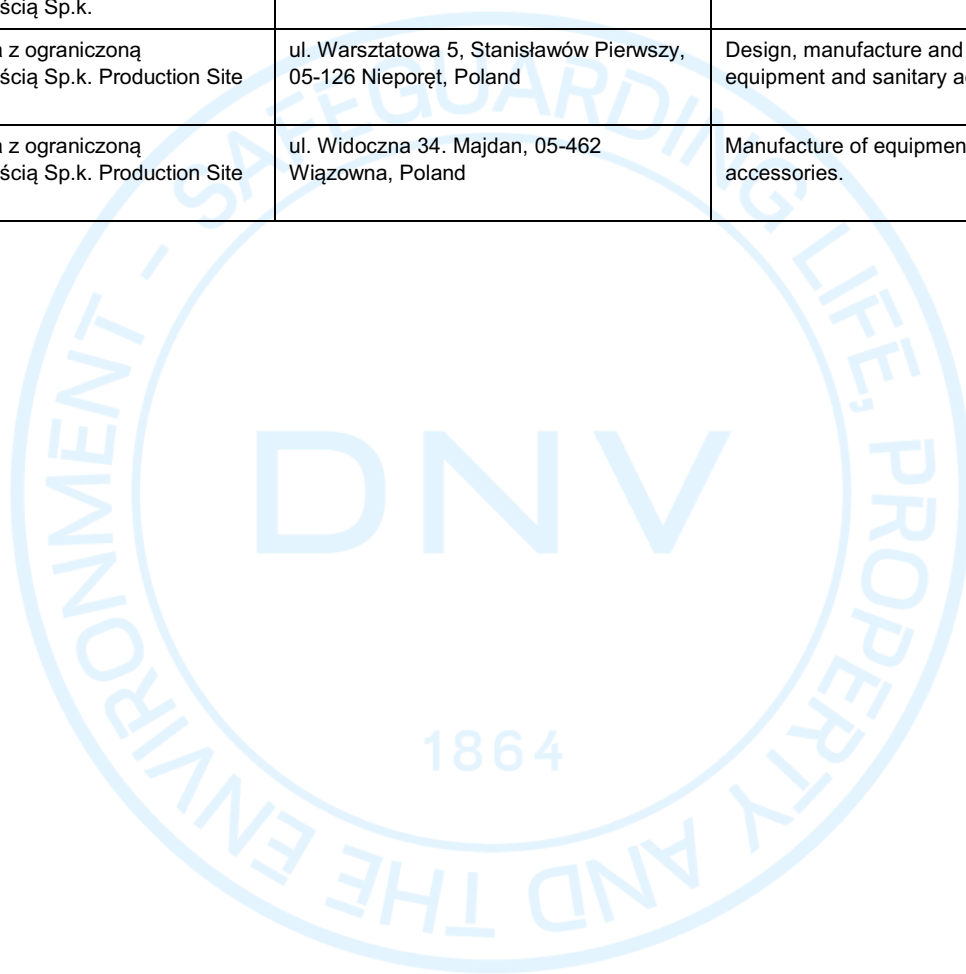 ścią Sp.k.
z ograniczoną
ścią Sp.k. Production Site
ul. Warsztatowa 5, Stanisławów Pierwszy,
05-126 Nieporęt, Poland
Design, manufacture and
equipment and sanitary
z ograniczoną
ścią Sp.k. Production Site
ul. Widoczna 34. Majdan, 05-462
Wiązowna, Poland
Manufacture of equipmen
accessories.
SAFEGUARDING LIFE, PROPERTY AND THE ENVIRONMENT -
DNV
1864